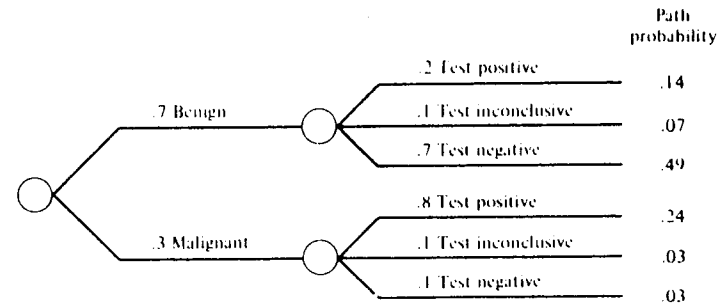 Path
probability
.2 Test positive
.14
.7 Benign
.1 Test inconclusive
.07
.7 Test negative
.49
.8 Test positive
.24
.3 Malignant
.1 Test inconclusive
.03
.1 Test negative
.03